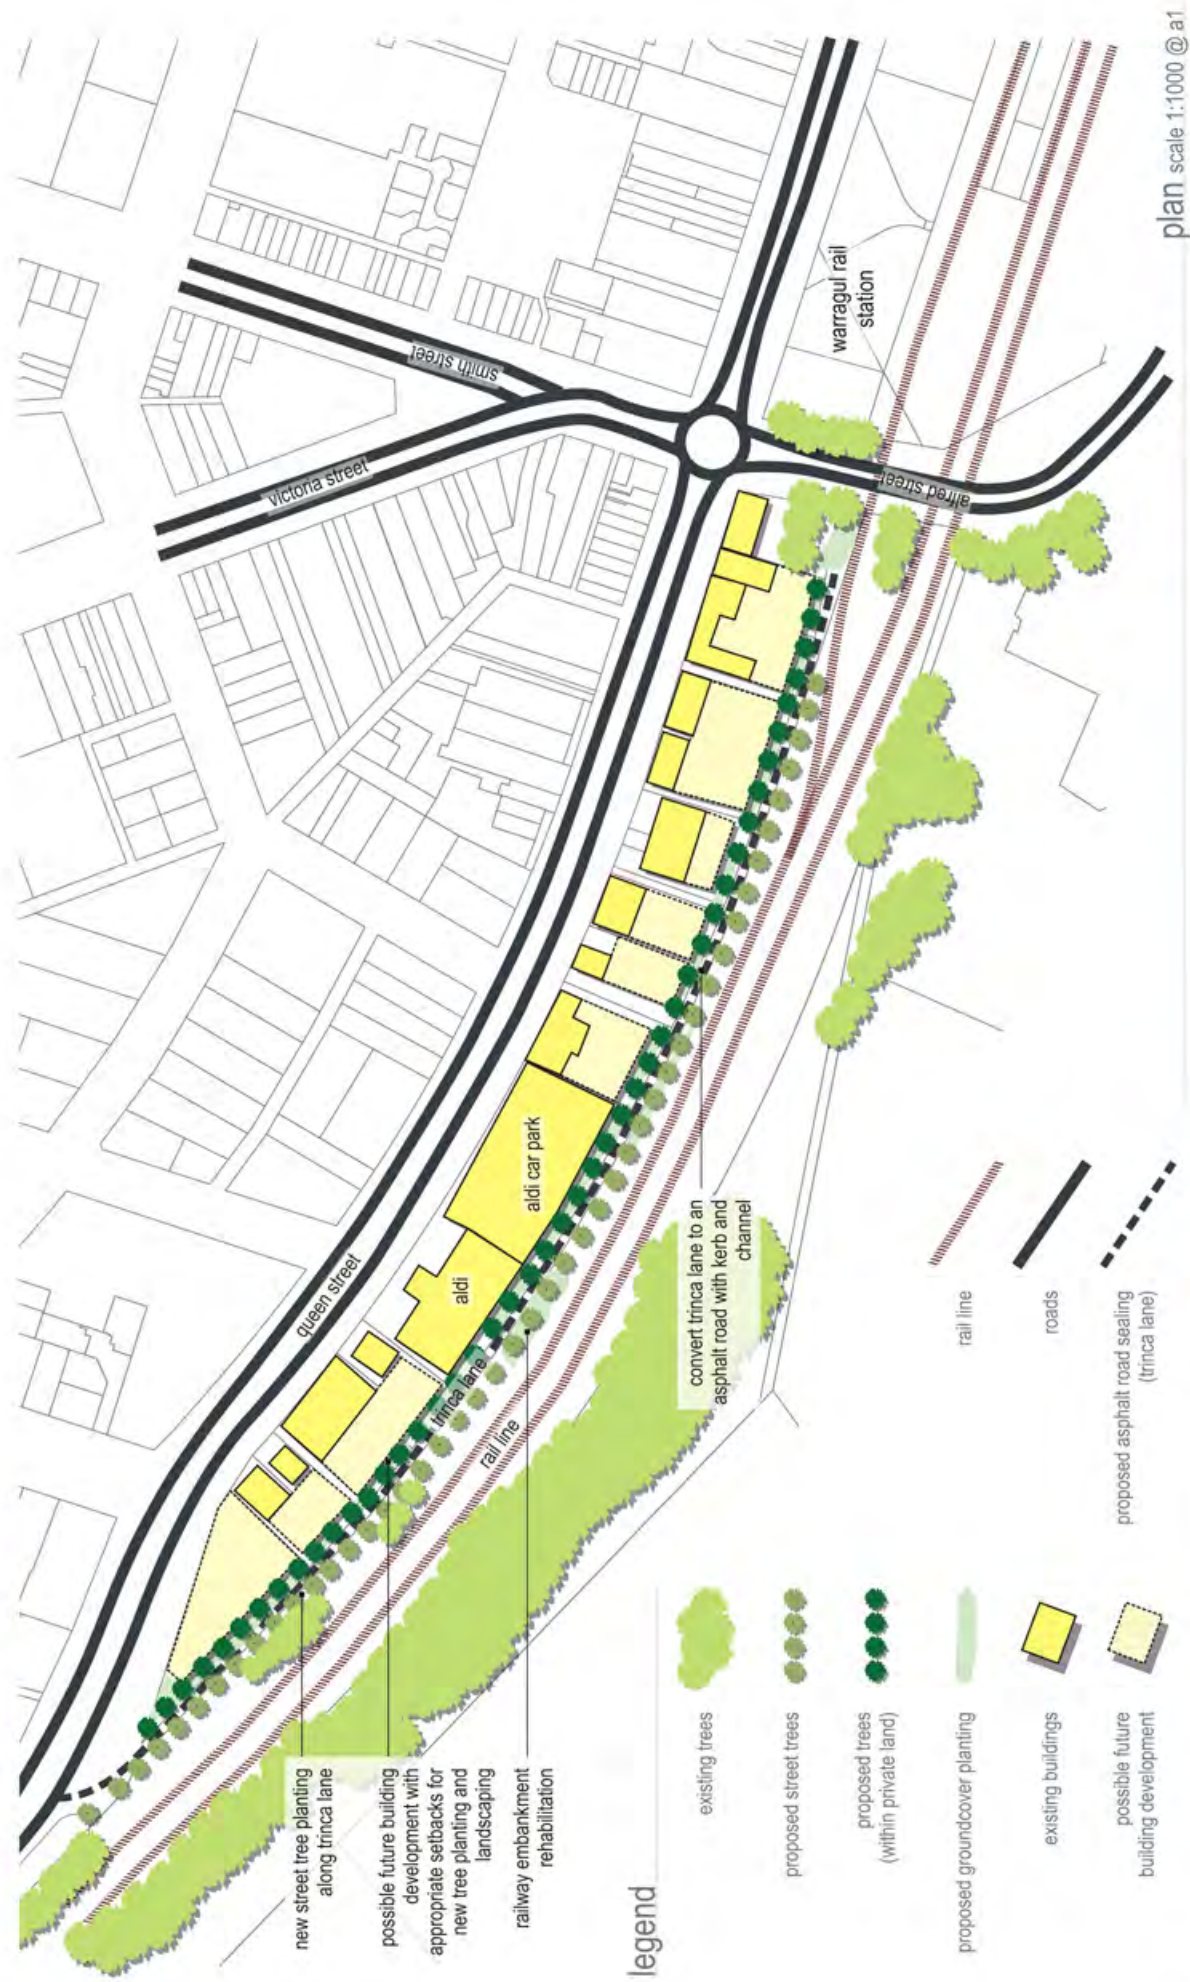 smith street
victoria street
warragul rail
station
alfred street
queen street
aldi car park
aldi
trinca lane
rail line
convert trinca lane to an
asphalt road with kerb and
channel
new street tree planting
along trinca lane
possible future building
development with
appropriate setbacks for
new tree planting and
landscaping
railway embankment
rehabilitation
legend
existing trees
proposed street trees
proposed trees
(within private land)
proposed groundcover planting
existing buildings
possible future
building development
rail line
roads
proposed asphalt road sealing
(trinca lane)
plan scale 1:1000 @ a1